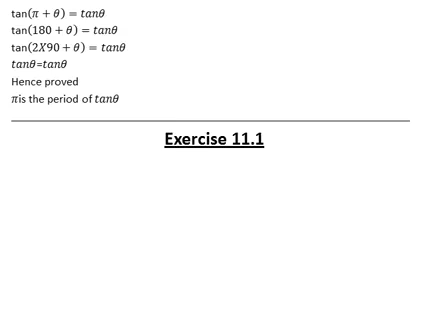 tan(π + θ) = tanθ
tan(180 + θ) = tanθ
tan(2X90 + θ) = tanθ
tanθ=tanθ
Hence proved
πis the period of tanθ
Exercise 11.1